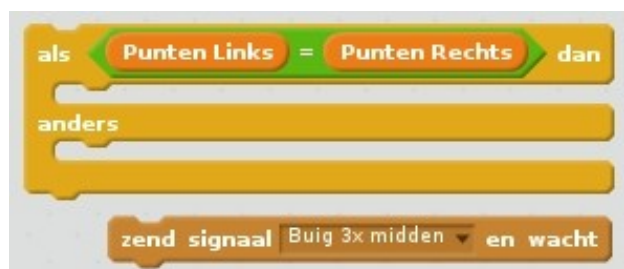 als Punten Links = Punten Rechts dan
anders
zend signaal Buig 3x midden en wacht